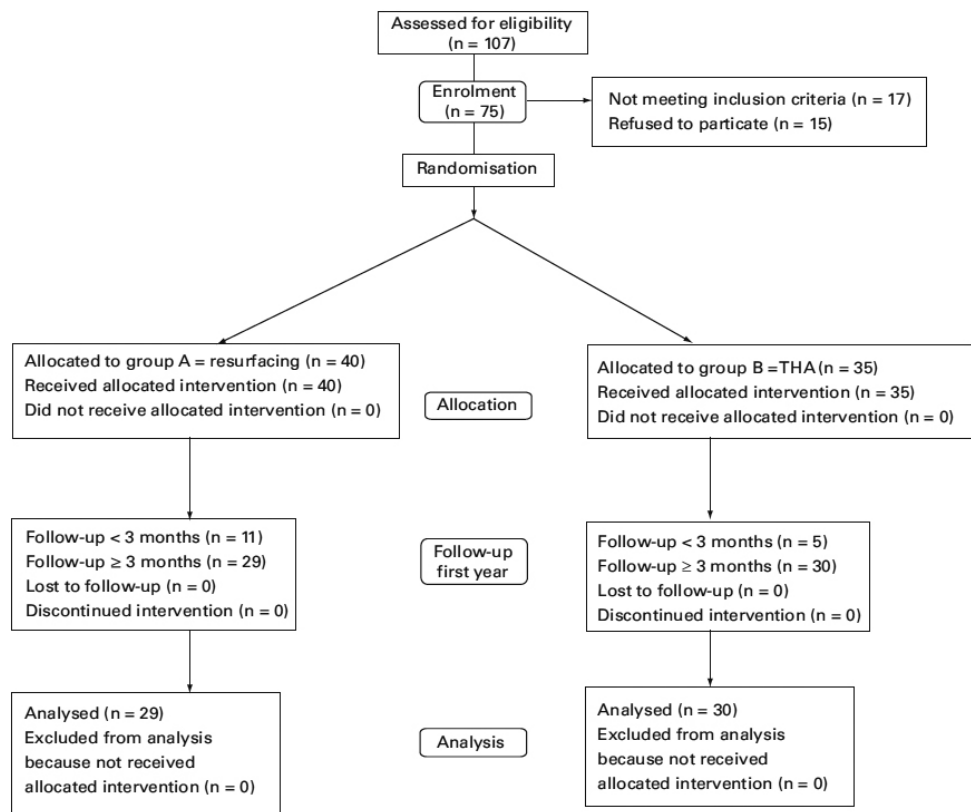 Assessed for eligibility
(n = 107)
Enrolment
(n = 75)
Not meeting inclusion criteria (n = 17)
Refused to particate (n = 15)
Randomisation
Allocated to group A = resurfacing (n = 40)
Received allocated intervention (n = 40)
Did not receive allocated intervention (n = 0)
Allocation
Allocated to group B =THA (n = 35)
Received allocated intervention (n = 35)
Did not receive allocated intervention (n = 0)
Follow-up < 3 months (n = 11)
Follow-up ≥ 3 months (n = 29)
Lost to follow-up (n = 0)
Discontinued intervention (n = 0)
Follow-up
first year
Follow-up < 3 months (n = 5)
Follow-up ≥ 3 months (n = 30)
Lost to follow-up (n = 0)
Discontinued intervention (n = 0)
Analysed (n = 29)
Excluded from analysis
because not received
allocated intervention (n = 0)
Analysis
Analysed (n = 30)
Excluded from analysis
because not received
allocated intervention (n = 0)